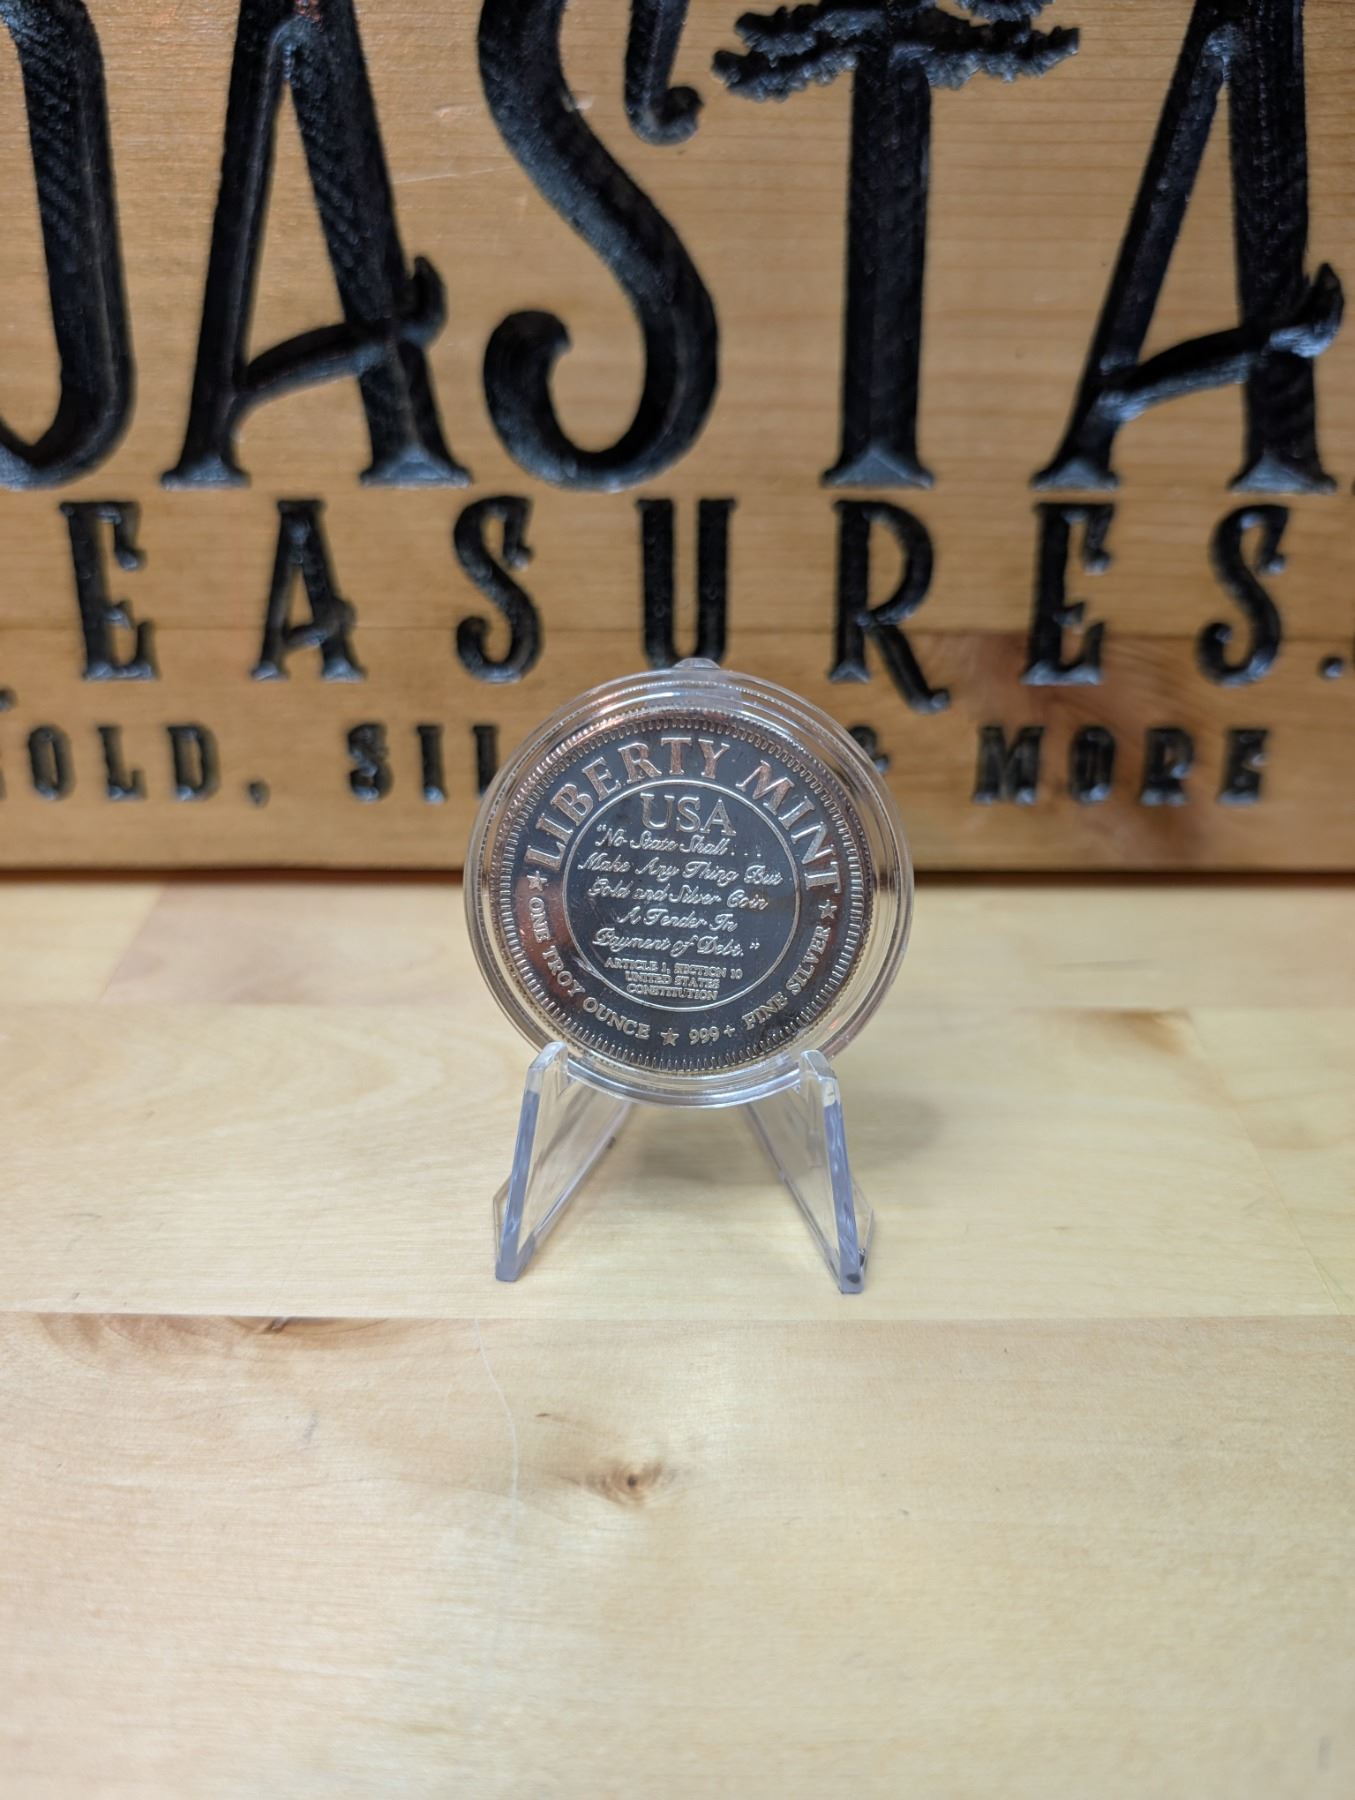 OASTA
EASURES.
OLD, SIL & MORE
LIBERTY MINT
USA
"No State Shall . . .
Make Any Thing But
Gold and Silver Coin
A Tender In
Payment of Debt."
ARTICLE 1, SECTION 10
UNITED STATES
CONSTITUTION
★ ONE TROY OUNCE ★ 999+ FINE SILVER ★